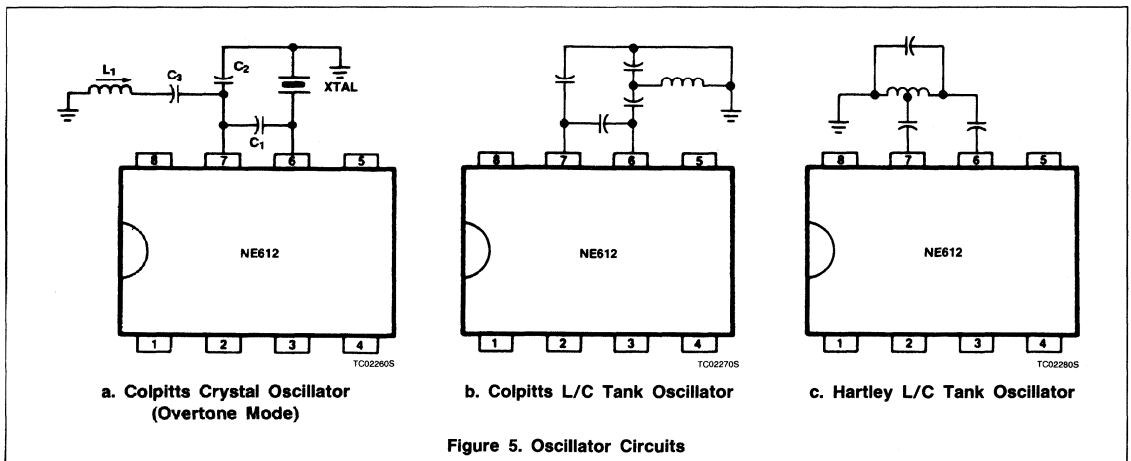 L1
C3
C2
XTAL
C1
8 7 6 5
NE612
1 2 3 4
TC02260S
a. Colpitts Crystal Oscillator
(Overtone Mode)
8 7 6 5
NE612
1 2 3 4
TC02270S
b. Colpitts L/C Tank Oscillator
8 7 6 5
NE612
1 2 3 4
TC02280S
c. Hartley L/C Tank Oscillator
Figure 5. Oscillator Circuits